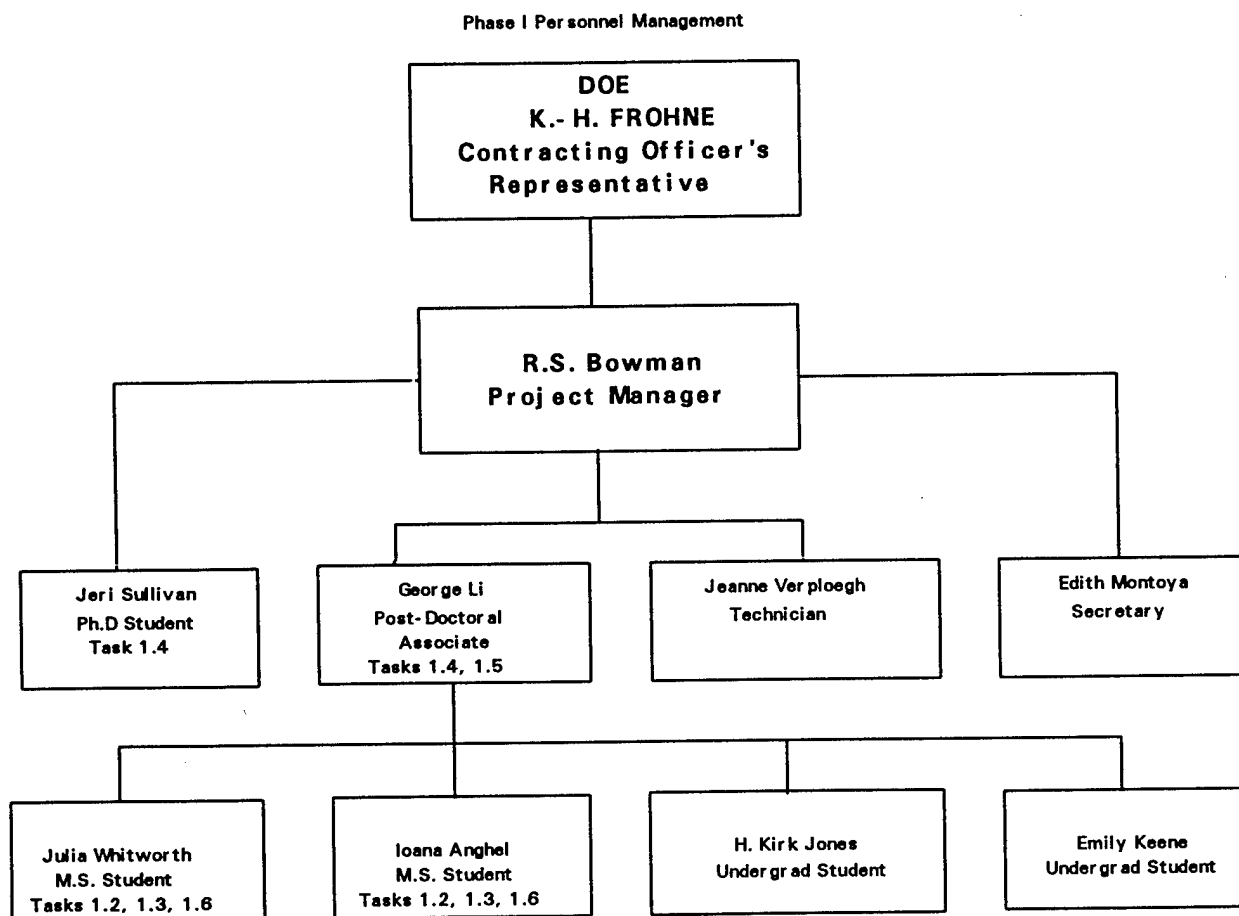 Phase I Personnel Management
DOE
K.- H. FROHNE
Contracting Officer's
Representative
R.S. Bowman
Project Manager
Jeri Sullivan
Ph.D Student
Task 1.4
George Li
Post-Doctoral
Associate
Tasks 1.4, 1.5
Jeanne Verploegh
Technician
Edith Montoya
Secretary
Julia Whitworth
M.S. Student
Tasks 1.2, 1.3, 1.6
Ioana Anghel
M.S. Student
Tasks 1.2, 1.3, 1.6
H. Kirk Jones
Undergrad Student
Emily Keene
Undergrad Student